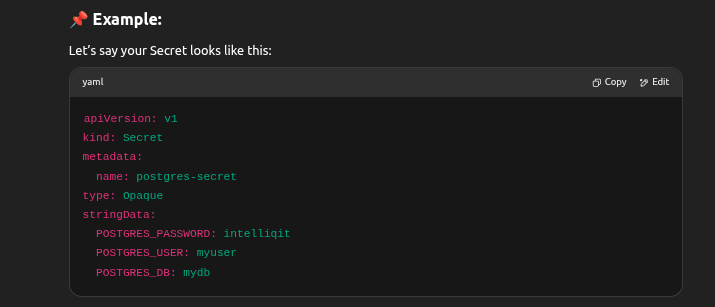 📌 Example:
Let's say your Secret looks like this:
yaml
Copy
Edit
apiVersion: v1
kind: Secret
metadata:
  name: postgres-secret
type: Opaque
stringData:
  POSTGRES_PASSWORD: intelliqit
  POSTGRES_USER: myuser
  POSTGRES_DB: mydb